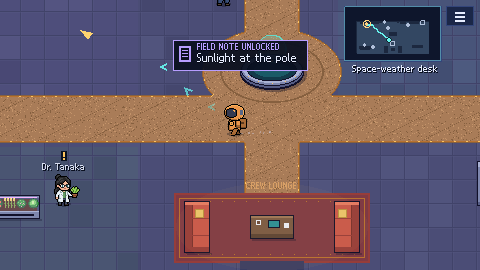 FIELD NOTE UNLOCKED
Sunlight at the pole
Space-weather desk
Dr. Tanaka
CREW LOUNGE